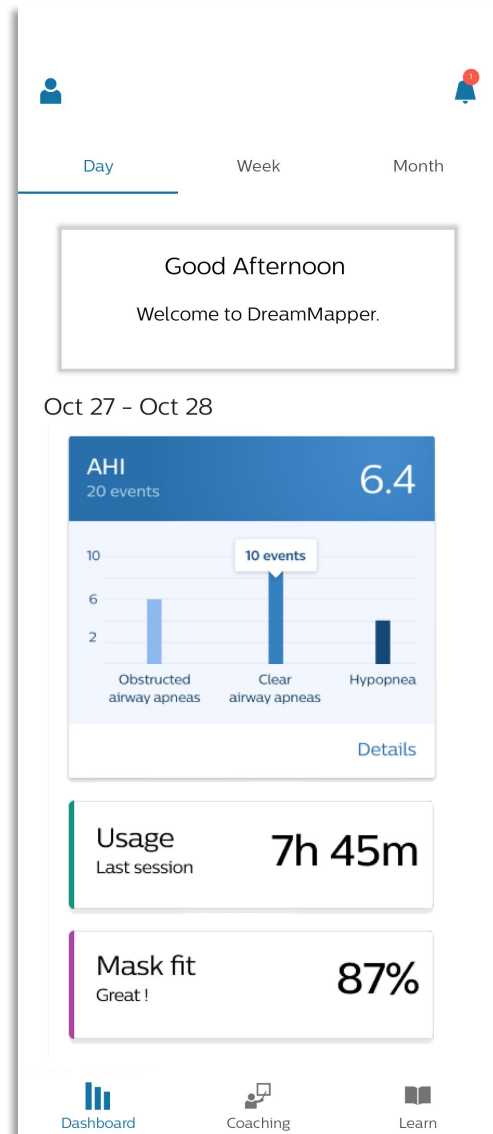 1
Day
Week
Month
Good Afternoon
Welcome to DreamMapper.
Oct 27 - Oct 28
AHI
20 events
6.4
10
6
2
10 events
Obstructed
airway apneas
Clear
airway apneas
Hypopnea
Details
Usage
Last session
7h 45m
Mask fit
Great !
87%
Dashboard
Coaching
Learn